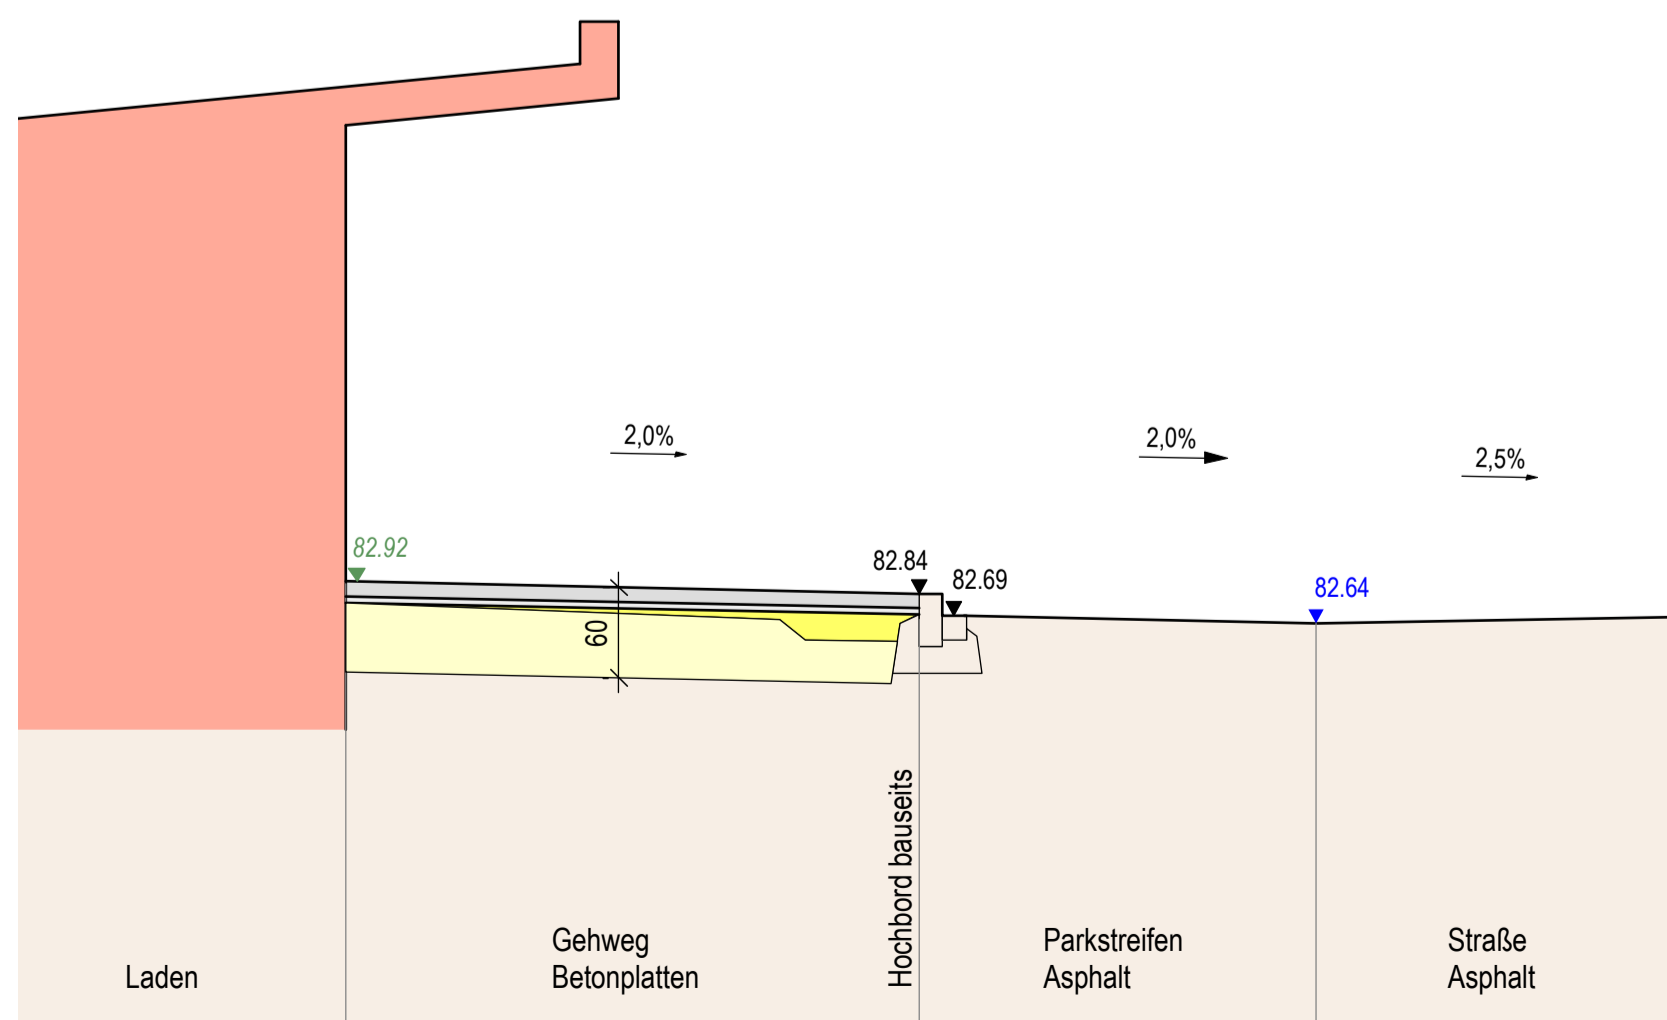 2,0%
2,0%
2,5%
82.92
82.84
82.69
82.64
60
Hochbord bauseits
Laden
Gehweg
Betonplatten
Parkstreifen
Asphalt
Straße
Asphalt